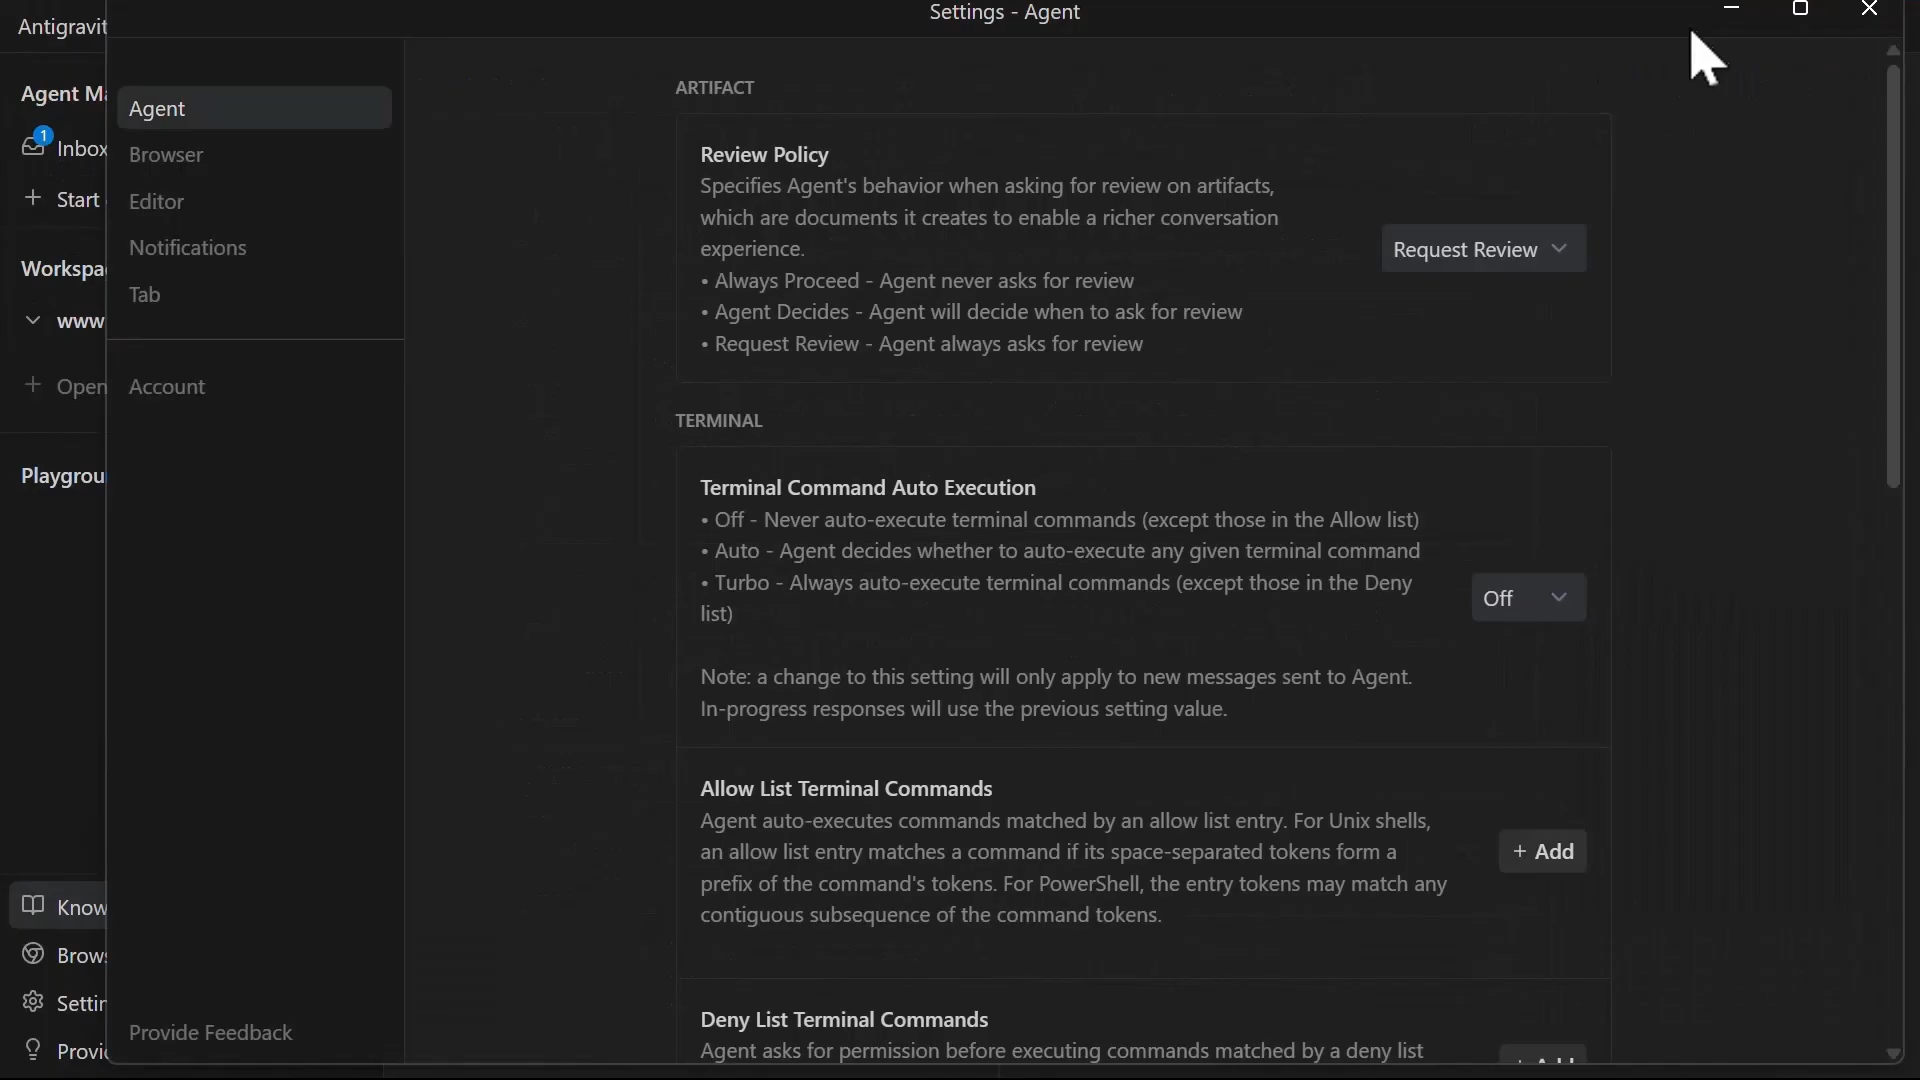 Settings - Agent
Antigravit
Agent Ma
1
Inbox
Start
Workspa
www
Open
Playgrou
Know
Brows
Settin
Provid
Agent
Browser
Editor
Notifications
Tab
Account
Provide Feedback
ARTIFACT
Review Policy
Specifies Agent's behavior when asking for review on artifacts,
which are documents it creates to enable a richer conversation
experience.
• Always Proceed - Agent never asks for review
• Agent Decides - Agent will decide when to ask for review
• Request Review - Agent always asks for review
Request Review
TERMINAL
Terminal Command Auto Execution
• Off - Never auto-execute terminal commands (except those in the Allow list)
• Auto - Agent decides whether to auto-execute any given terminal command
• Turbo - Always auto-execute terminal commands (except those in the Deny
list)
Off
Note: a change to this setting will only apply to new messages sent to Agent.
In-progress responses will use the previous setting value.
Allow List Terminal Commands
Agent auto-executes commands matched by an allow list entry. For Unix shells,
an allow list entry matches a command if its space-separated tokens form a
prefix of the command's tokens. For PowerShell, the entry tokens may match any
contiguous subsequence of the command tokens.
+ Add
Deny List Terminal Commands
Agent asks for permission before executing commands matched by a deny list